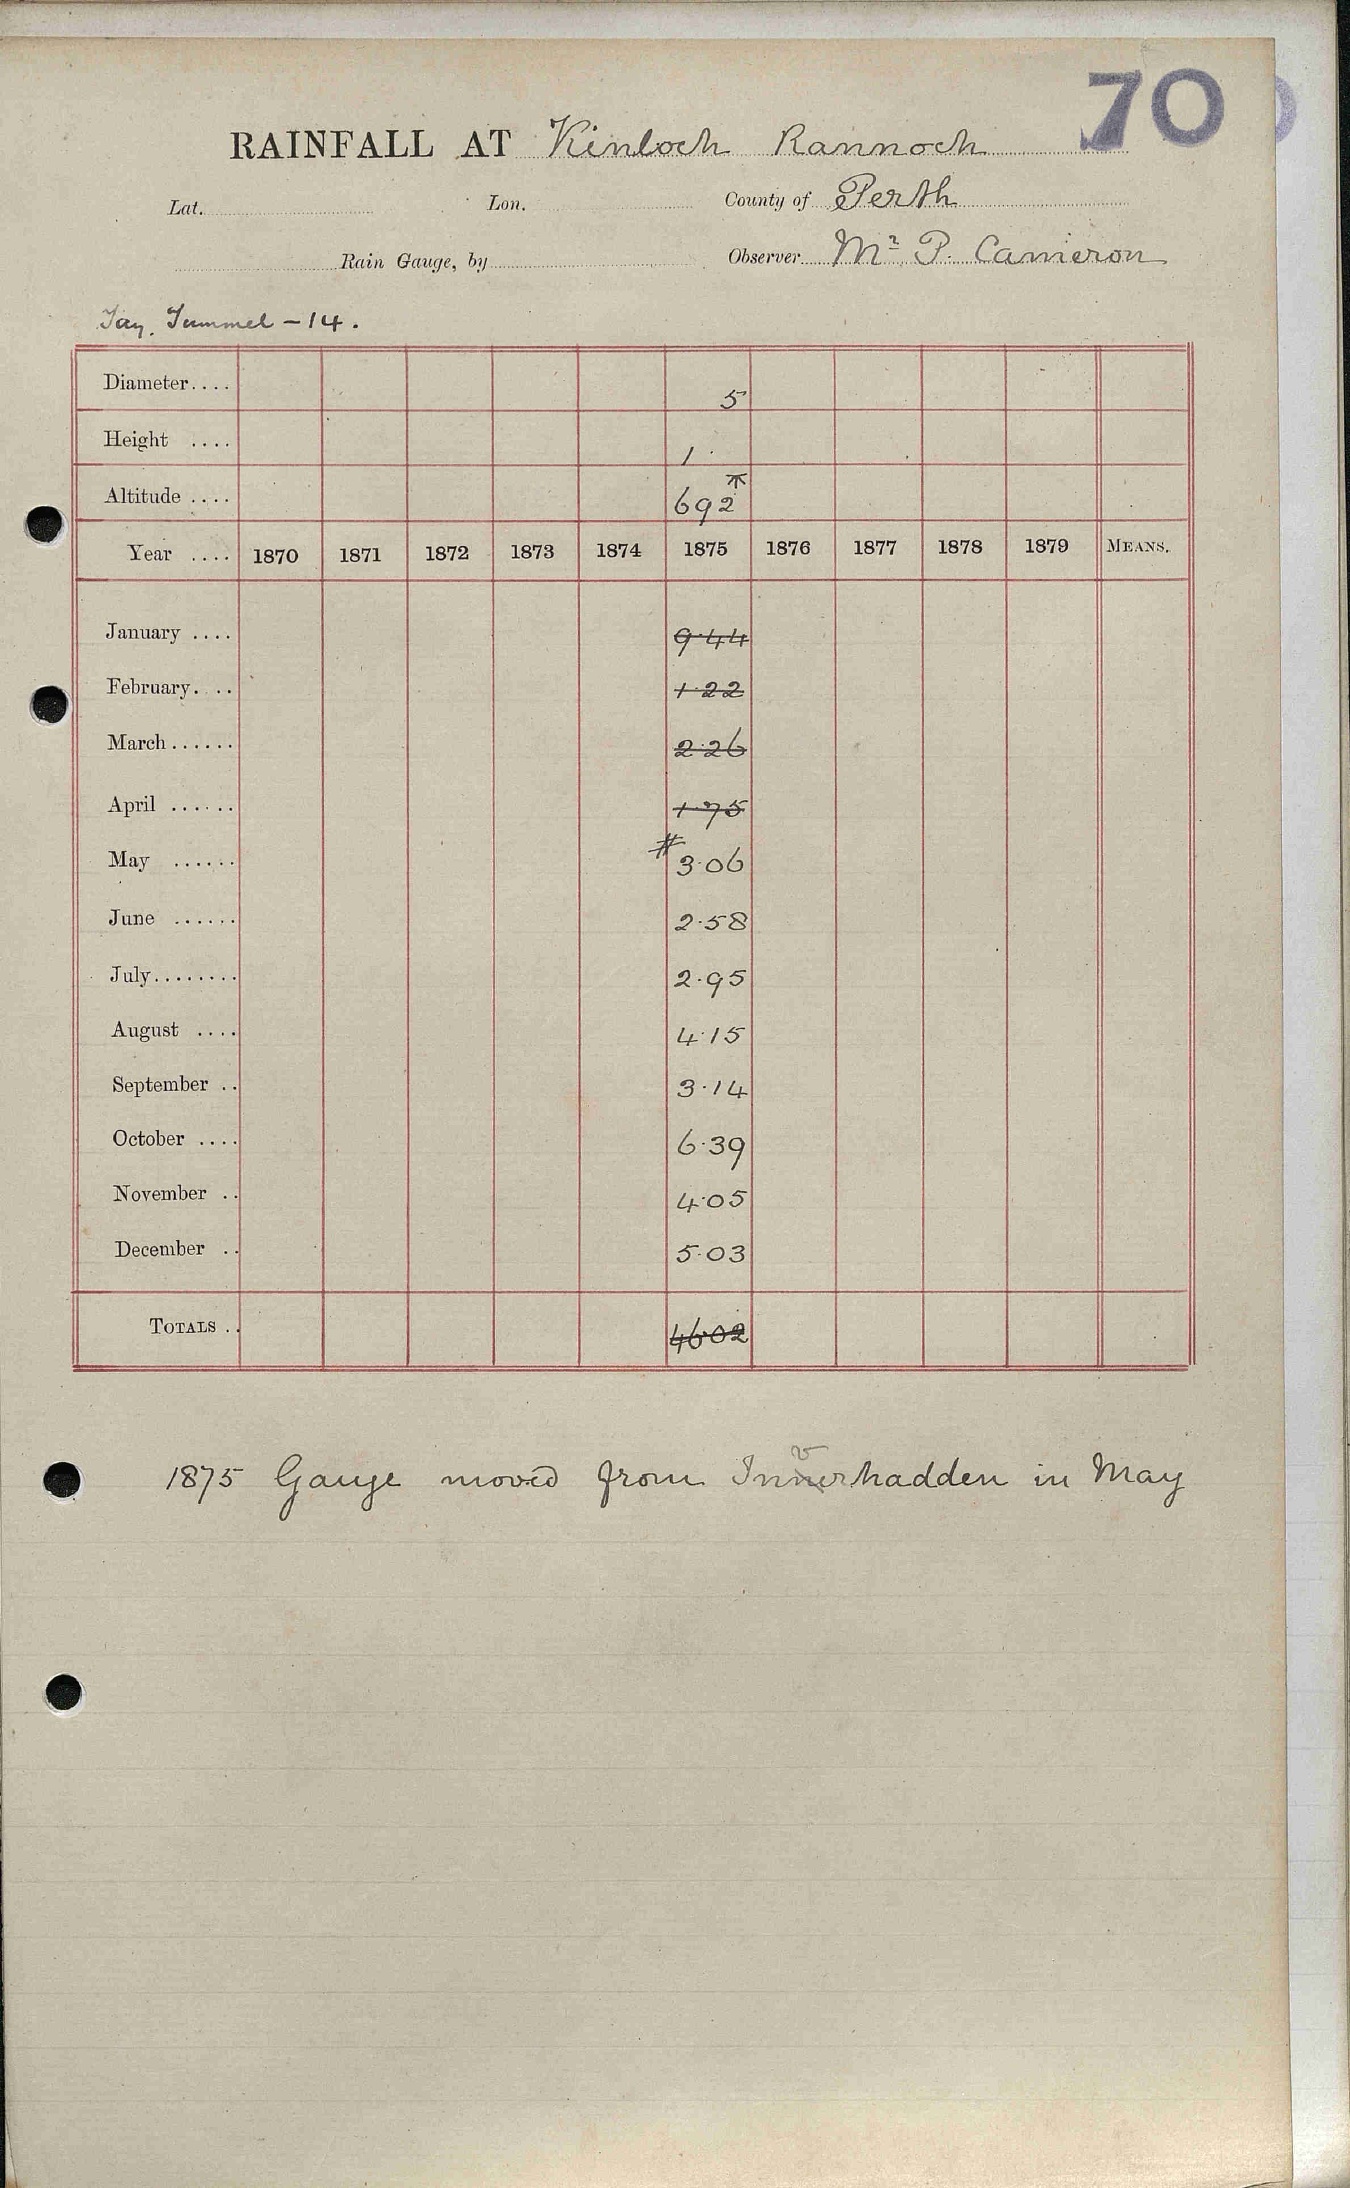 70
RAINFALL AT Kinloch Rannoch
Lat. Lon. County of Perth
Rain Gauge, by Observer Mr P. Cameron
Tay. Tummel - 14.
Diameter.... 5
Height .... 1
Altitude .... 692
Year .... 1870 1871 1872 1873 1874 1875 1876 1877 1878 1879 MEANS.
January .... 9.44
February. .. 1.22
March...... 2.26
April ...... 1.75
May ...... # 3.06
June ...... 2.58
July........ 2.95
August .... 4.15
September .. 3.14
October .... 6.39
November .. 4.05
December .. 5.03
TOTALS .. 46.02
1875 Gauge moved from Innverhadden in May